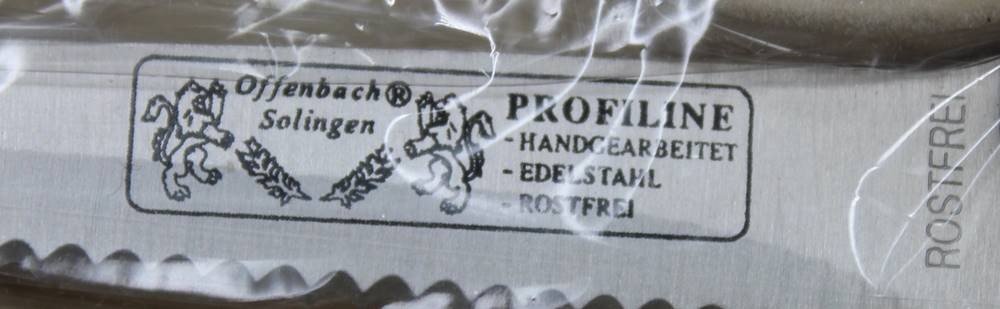 Offenbach®
Solingen
PROFILINE
- HANDGEARBEITET
- EDELSTAHL
- ROSTFREI
ROSTFREI